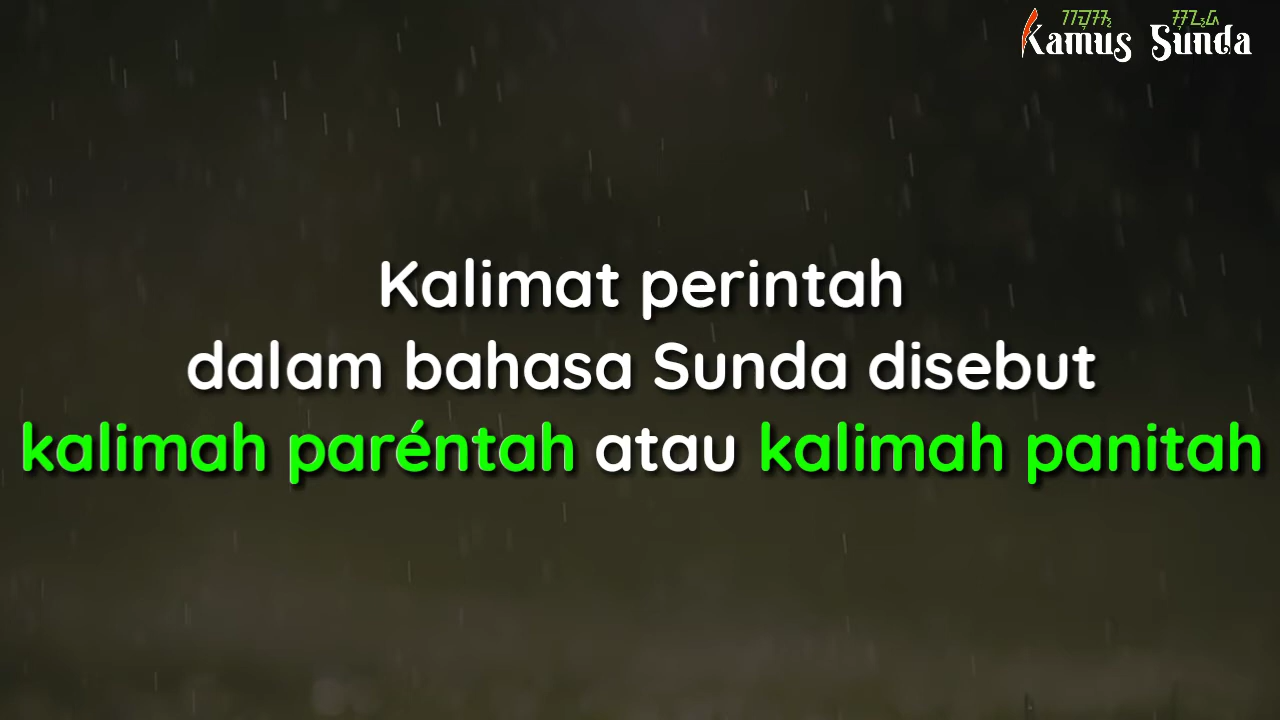 Kamus Sunda
Kalimat perintah
dalam bahasa Sunda disebut
kalimah paréntah atau kalimah panitah